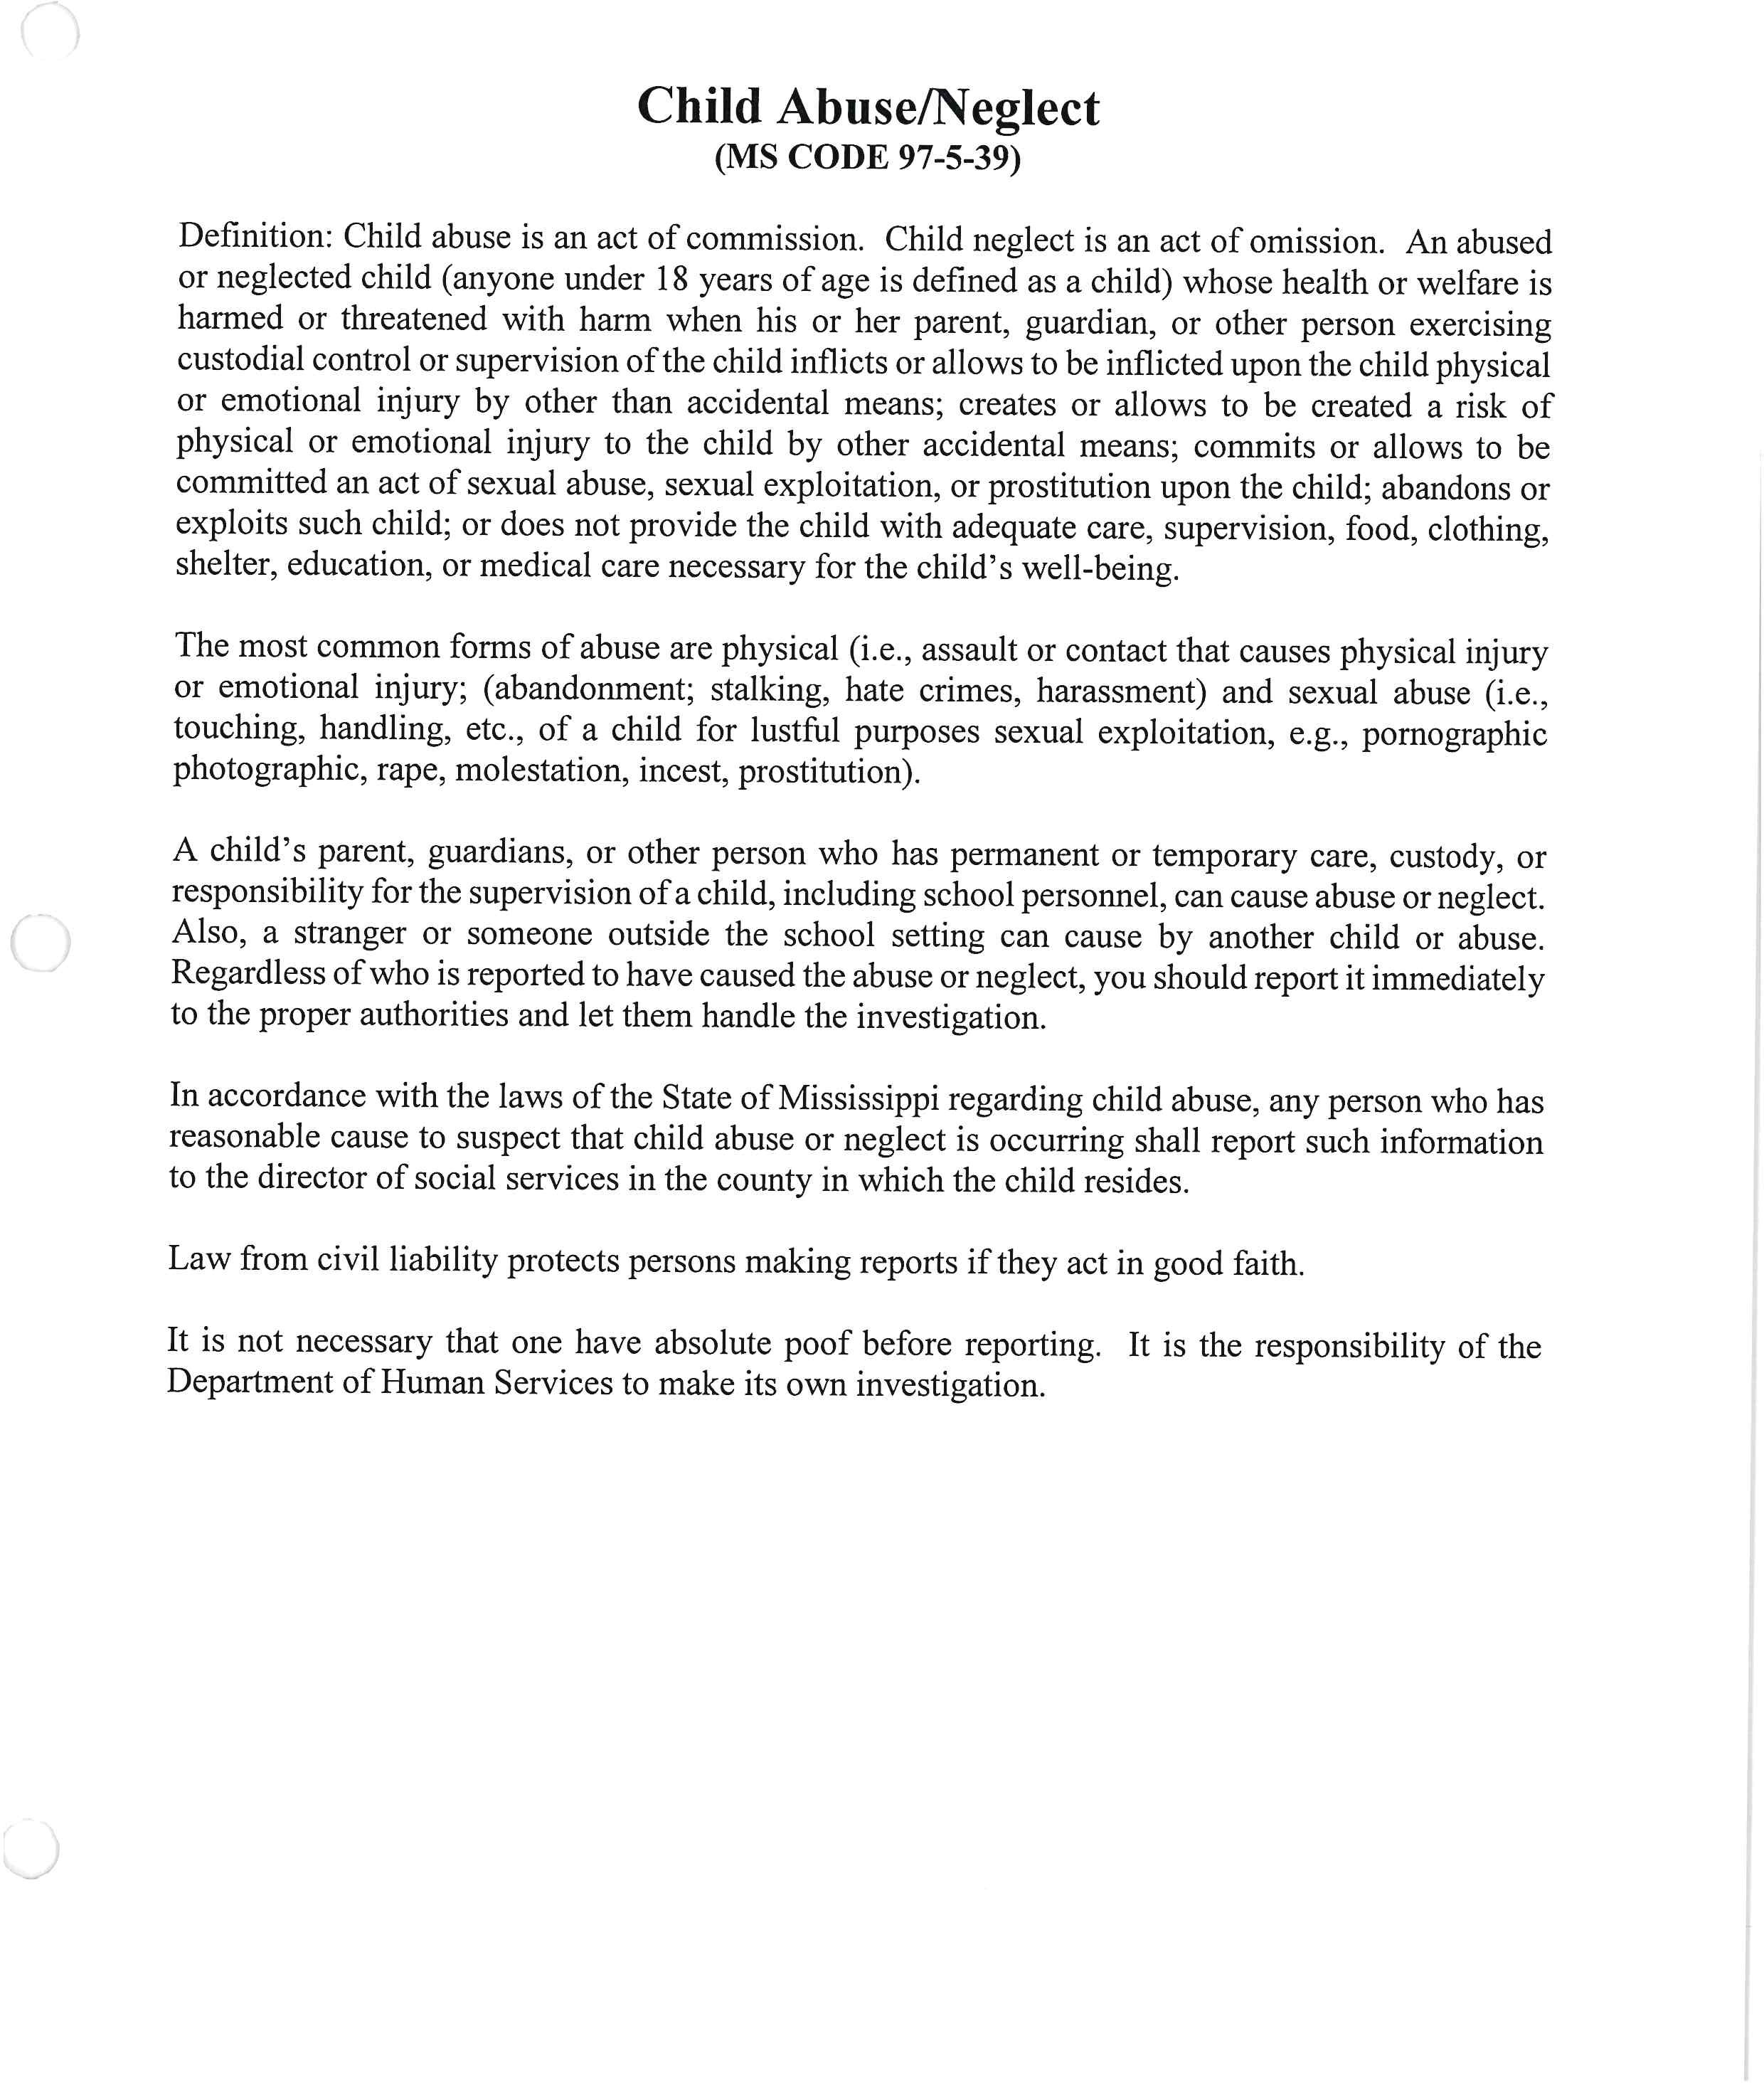 Child Abuse/Neglect
(MS CODE 97-5-39)
Definition: Child abuse is an act of commission.  Child neglect is an act of omission.  An abused
or neglected child (anyone under 18 years of age is defined as a child) whose health or welfare is
harmed or threatened with harm when his or her parent, guardian, or other person exercising
custodial control or supervision of the child inflicts or allows to be inflicted upon the child physical
or emotional injury by other than accidental means; creates or allows to be created a risk of
physical or emotional injury to the child by other accidental means; commits or allows to be
committed an act of sexual abuse, sexual exploitation, or prostitution upon the child; abandons or
exploits such child; or does not provide the child with adequate care, supervision, food, clothing,
shelter, education, or medical care necessary for the child's well-being.
The most common forms of abuse are physical (i.e., assault or contact that causes physical injury
or emotional injury; (abandonment; stalking, hate crimes, harassment) and sexual abuse (i.e.,
touching, handling, etc., of a child for lustful purposes sexual exploitation, e.g., pornographic
photographic, rape, molestation, incest, prostitution).
A child's parent, guardians, or other person who has permanent or temporary care, custody, or
responsibility for the supervision of a child, including school personnel, can cause abuse or neglect.
Also, a stranger or someone outside the school setting can cause by another child or abuse.
Regardless of who is reported to have caused the abuse or neglect, you should report it immediately
to the proper authorities and let them handle the investigation.
In accordance with the laws of the State of Mississippi regarding child abuse, any person who has
reasonable cause to suspect that child abuse or neglect is occurring shall report such information
to the director of social services in the county in which the child resides.
Law from civil liability protects persons making reports if they act in good faith.
It is not necessary that one have absolute poof before reporting.  It is the responsibility of the
Department of Human Services to make its own investigation.